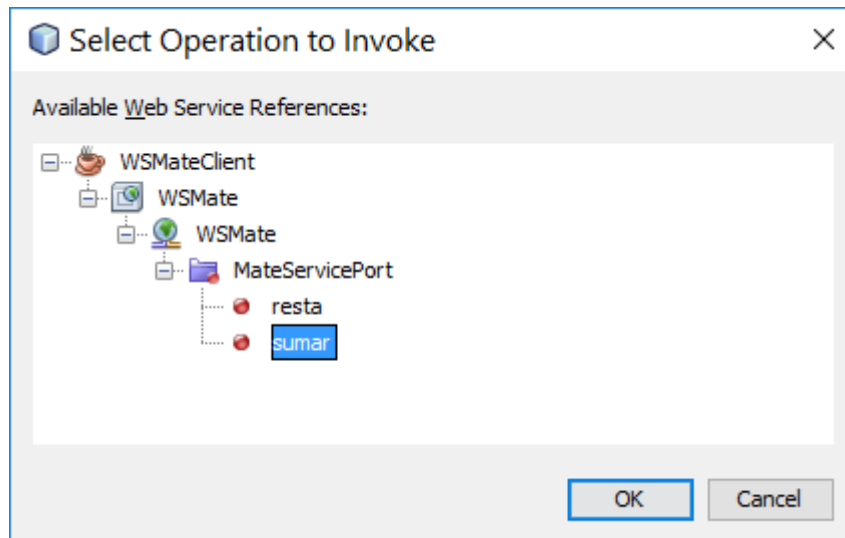 Select Operation to Invoke
Available Web Service References:
WSMateClient
WSMate
WSMate
MateServicePort
resta
sumar
OK Cancel